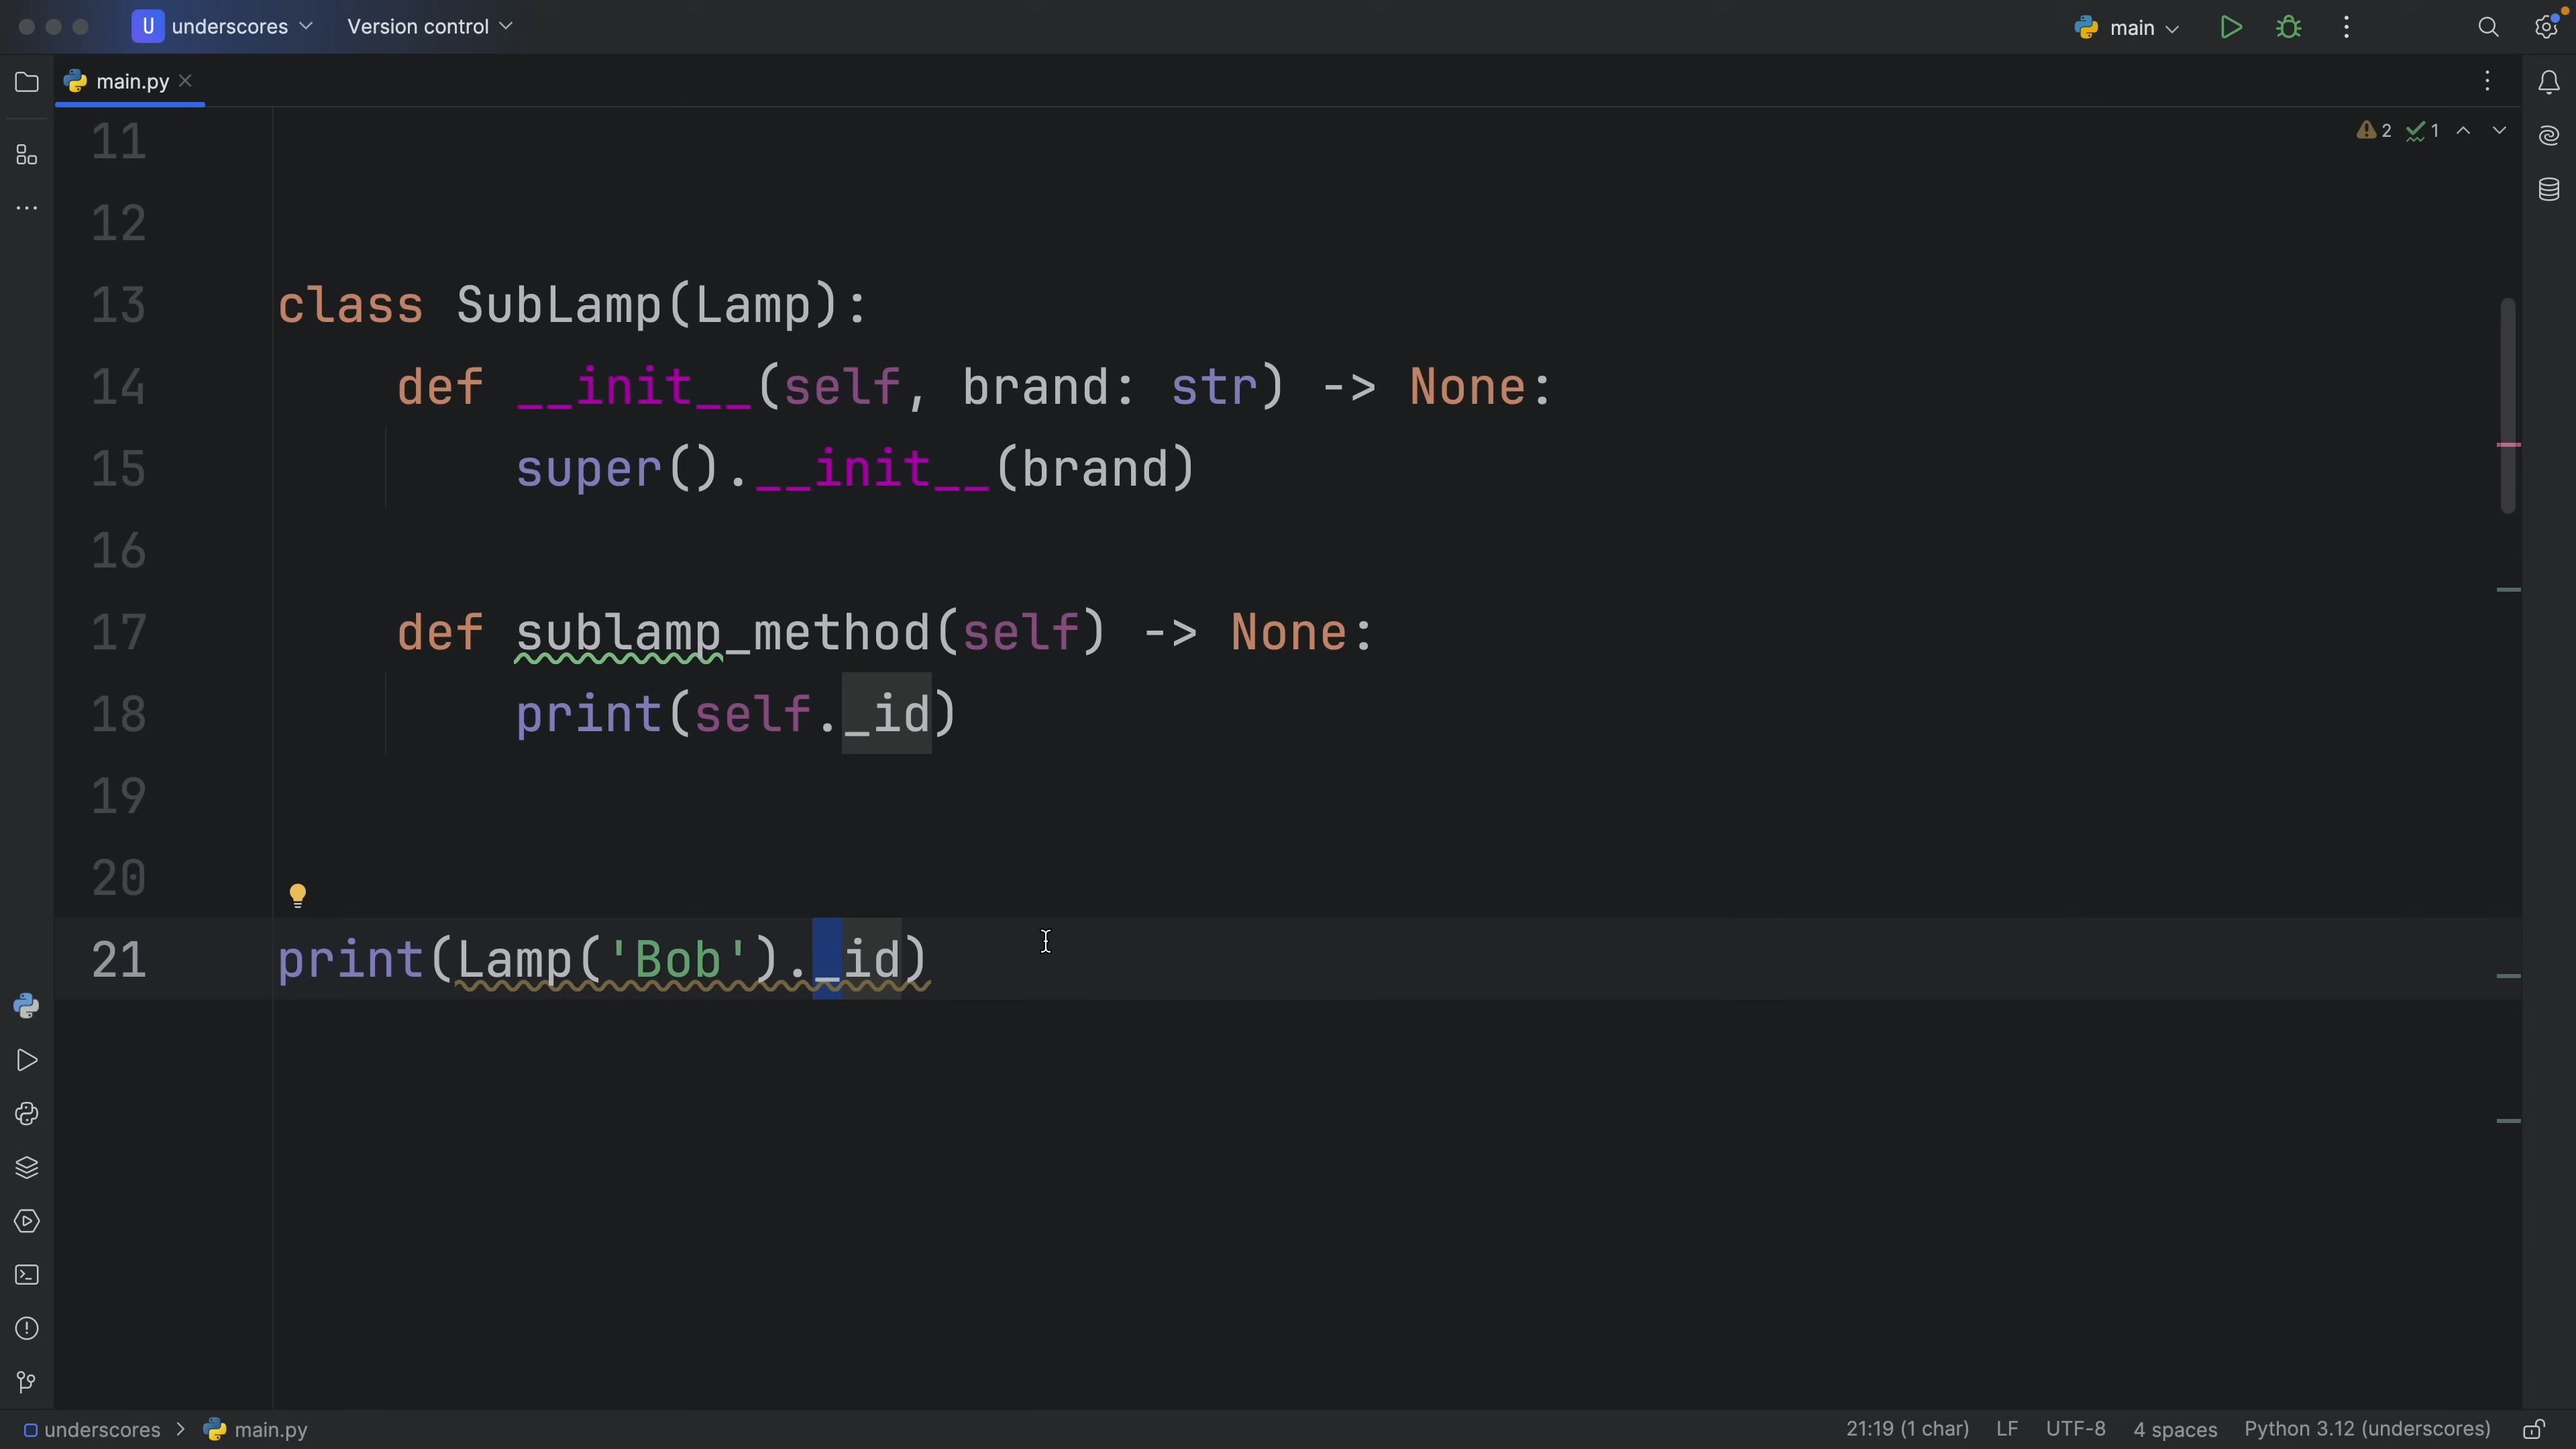 U underscores Version control main
main.py
2 1
11
12
13 class SubLamp(Lamp):
14 def __init__(self, brand: str) -> None:
15 super().__init__(brand)
16
17 def sublamp_method(self) -> None:
18 print(self._id)
19
20
21 print(Lamp('Bob')._id)
underscores > main.py 21:19 (1 char) LF UTF-8 4 spaces Python 3.12 (underscores)